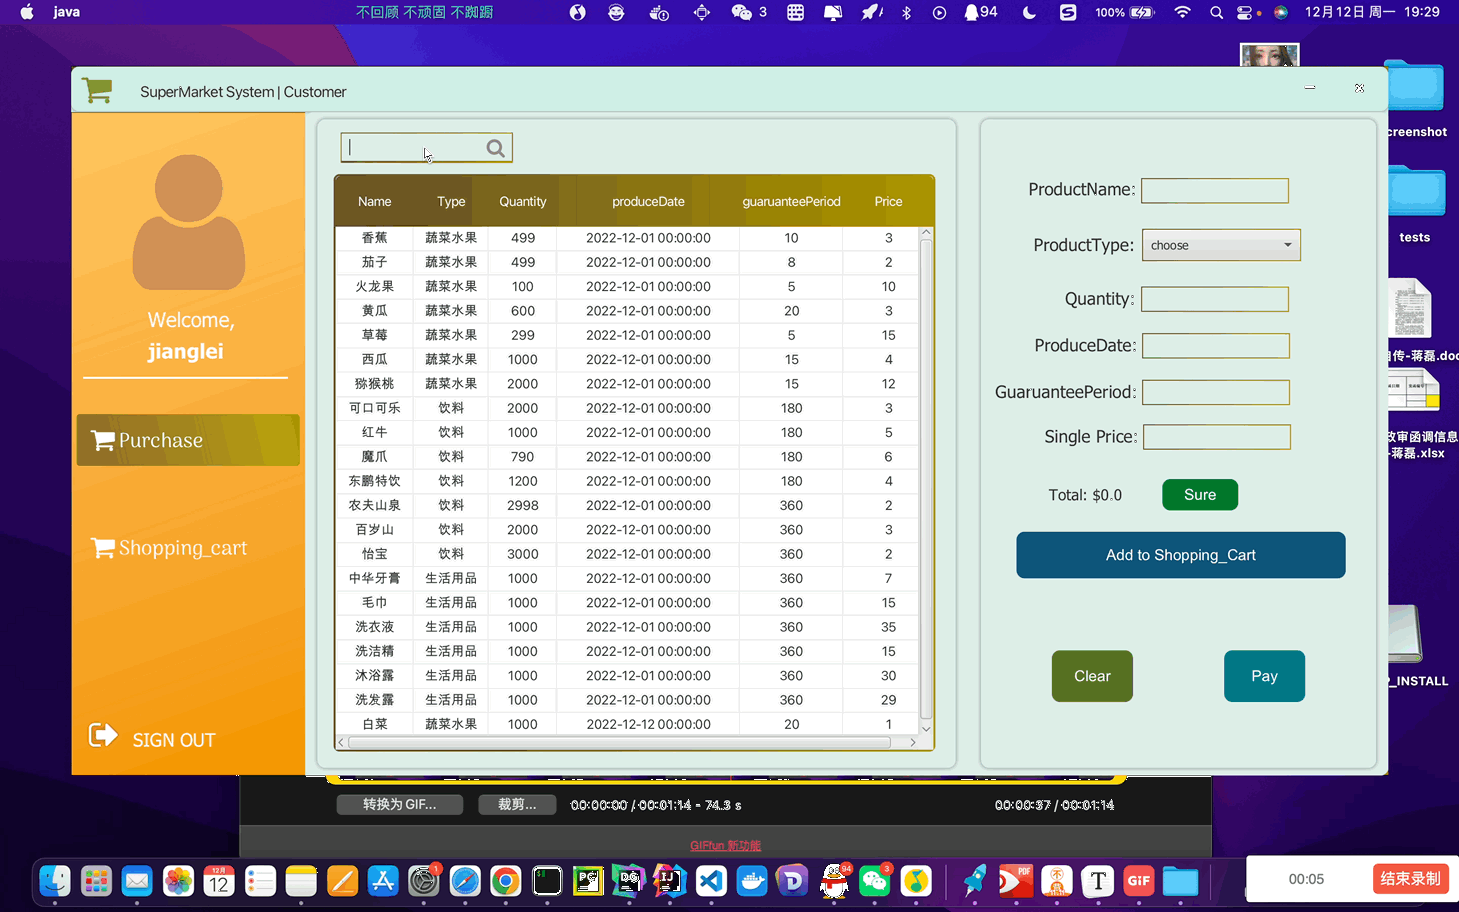 java
不回顾 不顽固 不踟蹰
3
94
100%
12月12日 周一 19:29
SuperMarket System | Customer
creenshot
tests
自传-蒋磊.doc
政审函调信息
-蒋磊.xlsx
_INSTALL
Welcome,
jianglei
Purchase
Shopping_cart
SIGN OUT
Name Type Quantity produceDate guaruanteePeriod Price
香蕉 蔬菜水果 499 2022-12-01 00:00:00 10 3
茄子 蔬菜水果 499 2022-12-01 00:00:00 8 2
火龙果 蔬菜水果 100 2022-12-01 00:00:00 5 10
黄瓜 蔬菜水果 600 2022-12-01 00:00:00 20 3
草莓 蔬菜水果 299 2022-12-01 00:00:00 5 15
西瓜 蔬菜水果 1000 2022-12-01 00:00:00 15 4
猕猴桃 蔬菜水果 2000 2022-12-01 00:00:00 15 12
可口可乐 饮料 2000 2022-12-01 00:00:00 180 3
红牛 饮料 1000 2022-12-01 00:00:00 180 5
魔爪 饮料 790 2022-12-01 00:00:00 180 6
东鹏特饮 饮料 1200 2022-12-01 00:00:00 180 4
农夫山泉 饮料 2998 2022-12-01 00:00:00 360 2
百岁山 饮料 2000 2022-12-01 00:00:00 360 3
怡宝 饮料 3000 2022-12-01 00:00:00 360 2
中华牙膏 生活用品 1000 2022-12-01 00:00:00 360 7
毛巾 生活用品 1000 2022-12-01 00:00:00 360 15
洗衣液 生活用品 1000 2022-12-01 00:00:00 360 35
洗洁精 生活用品 1000 2022-12-01 00:00:00 360 15
沐浴露 生活用品 1000 2022-12-01 00:00:00 360 30
洗发露 生活用品 1000 2022-12-01 00:00:00 360 29
白菜 蔬菜水果 1000 2022-12-12 00:00:00 20 1
ProductName:
ProductType: choose
Quantity:
ProduceDate:
GuaruanteePeriod:
Single Price:
Total: $0.0 Sure
Add to Shopping_Cart
Clear Pay
转换为 GIF... 裁剪... 00:00:00 / 00:01:14 - 74.3 s 00:00:37 / 00:01:14
GIFfun 新功能
12月
12
1
PC
DG
IJ
94
3
PDF
T
GIF
00:05 结束录制